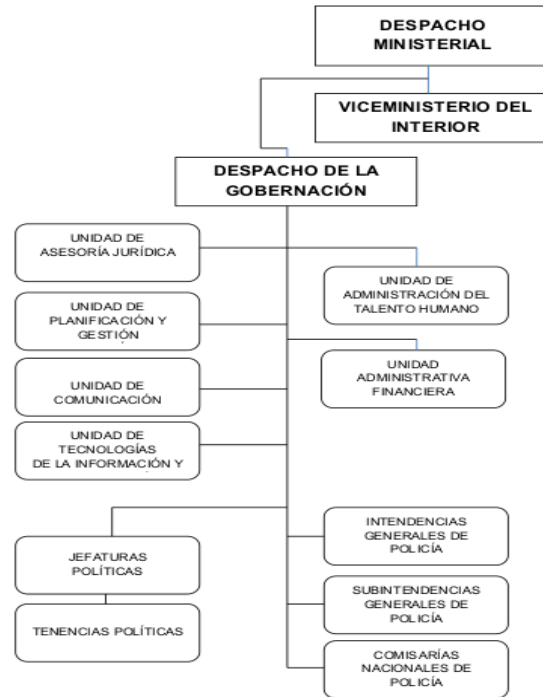 DESPACHO
MINISTERIAL
VICEMINISTERIO DEL
INTERIOR
DESPACHO DE LA
GOBERNACIÓN
UNIDAD DE
ASESORÍA JURÍDICA
UNIDAD DE
ADMINISTRACIÓN DEL
TALENTO HUMANO
UNIDAD DE
PLANIFICACIÓN Y
GESTIÓN
UNIDAD
ADMINISTRATIVA
FINANCIERA
UNIDAD DE
COMUNICACIÓN
UNIDAD DE
TECNOLOGÍAS
DE LA INFORMACIÓN Y
INTENDENCIAS
GENERALES DE
POLICÍA
JEFATURAS
POLÍTICAS
SUBINTENDENCIAS
GENERALES DE
POLICÍA
TENENCIAS POLÍTICAS
COMISARÍAS
NACIONALES DE
POLICÍA